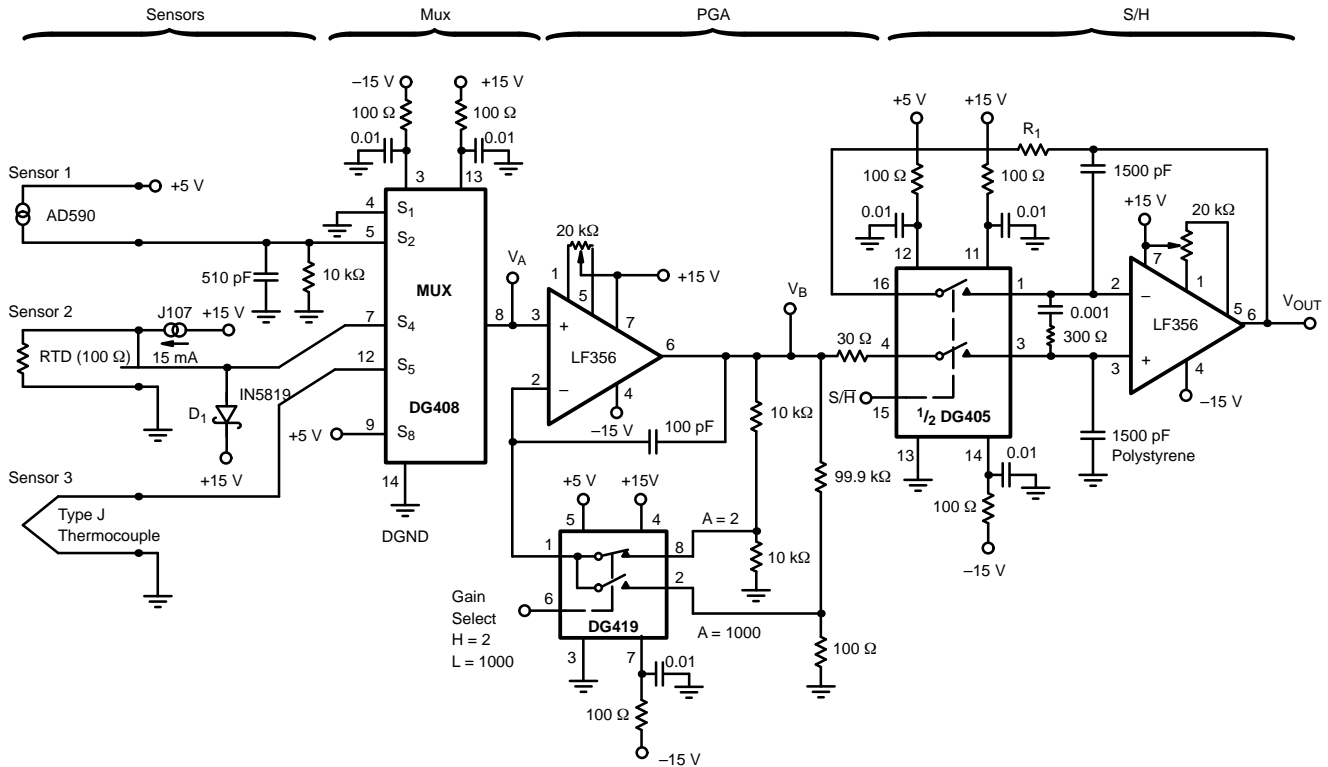 Sensors
Mux
PGA
S/H
–15 V
+15 V
100 Ω
100 Ω
0.01
0.01
3
13
Sensor 1
+5 V
AD590
4
S1
5
S2
510 pF
10 kΩ
MUX
Sensor 2
J107
+15 V
RTD (100 Ω)
15 mA
7
S4
12
S5
IN5819
D1
DG408
+5 V
9
S8
+15 V
14
DGND
Sensor 3
Type J
Thermocouple
8
VA
20 kΩ
1
5
+15 V
3
+
7
LF356
6
2
–
4
–15 V
100 pF
VB
10 kΩ
10 kΩ
99.9 kΩ
100 Ω
+5 V
+15V
5
4
1
8
A = 2
2
A = 1000
6
Gain
Select
H = 2
L = 1000
DG419
3
7
0.01
100 Ω
–15 V
30 Ω
+5 V
+15 V
R1
100 Ω
100 Ω
0.01
0.01
12
11
1500 pF
16
1
4
3
S/H̅
15
1/2 DG405
13
14
0.01
100 Ω
–15 V
0.001
300 Ω
+15 V
20 kΩ
7
1
2
–
5
6
LF356
3
+
4
–15 V
VOUT
1500 pF
Polystyrene